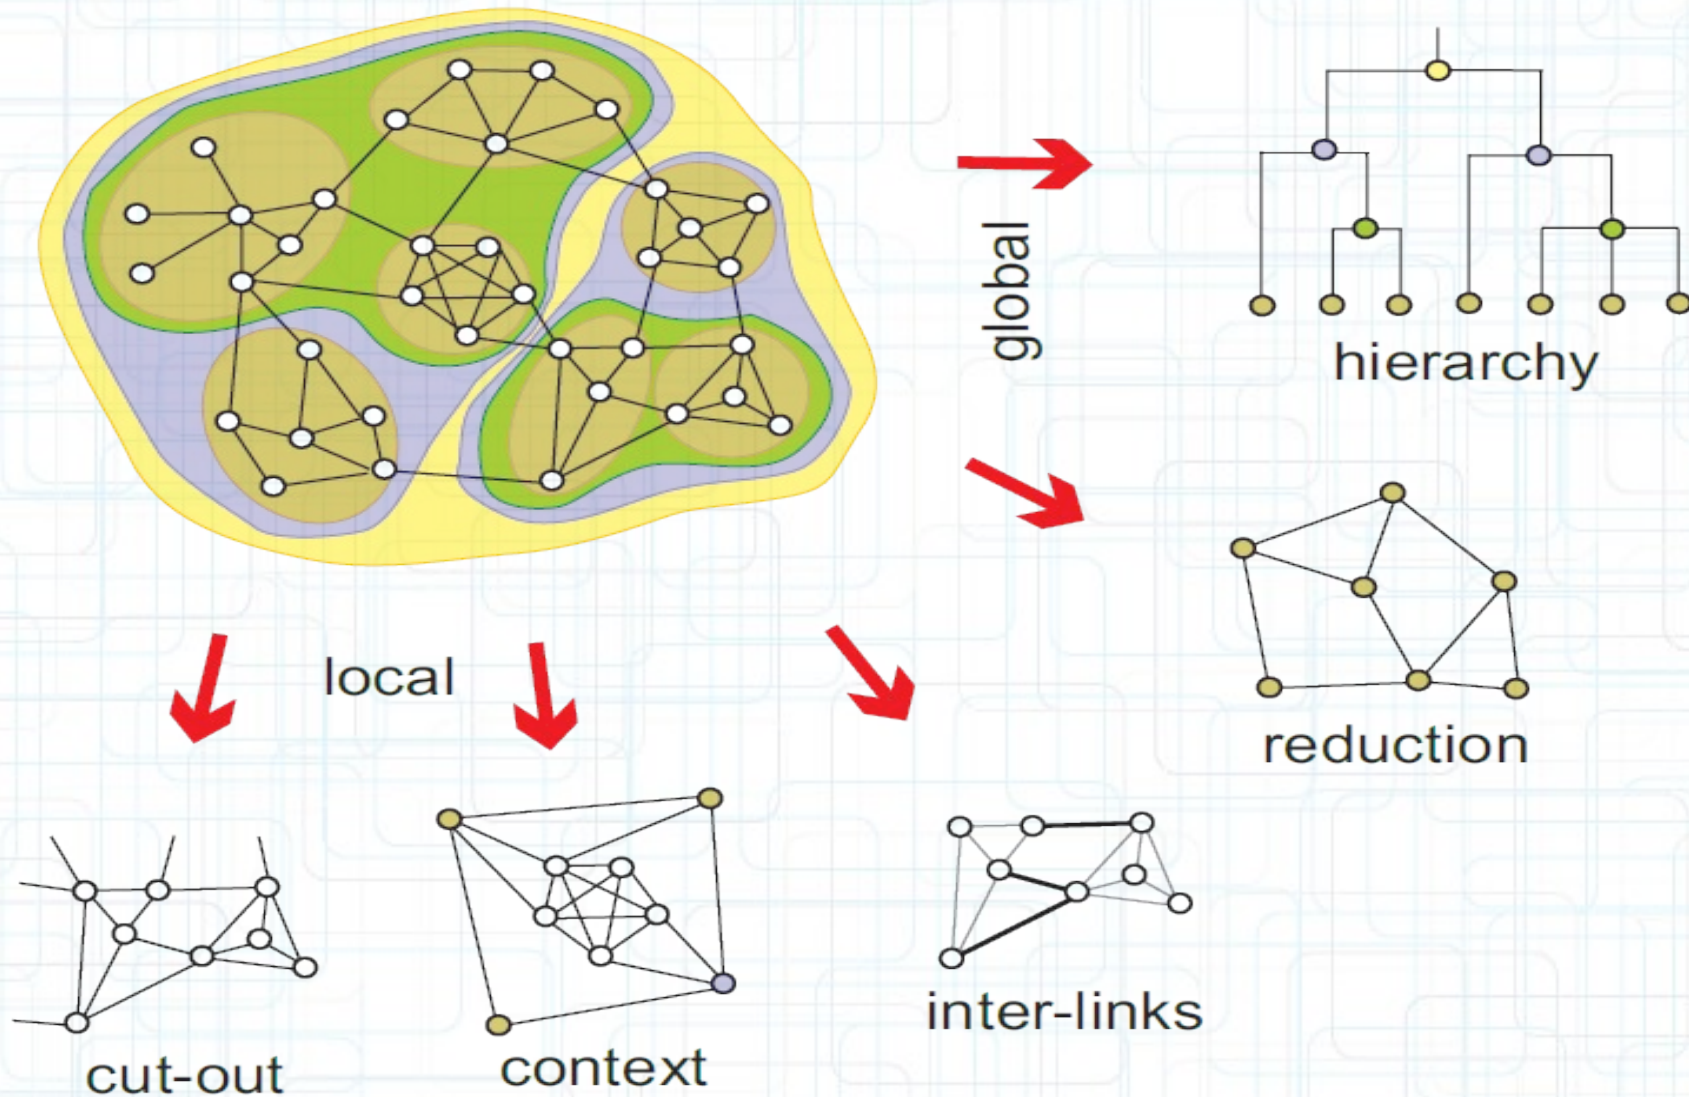 global
hierarchy
reduction
local
inter-links
context
cut-out